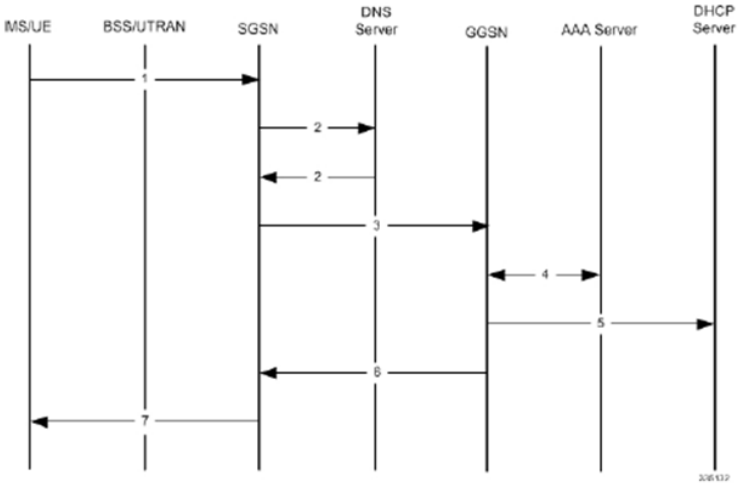 MS/UE
BSS/UTRAN
SGSN
DNS
Server
GGSN
AAA Server
DHCP
Server
1
2
2
3
4
5
6
7